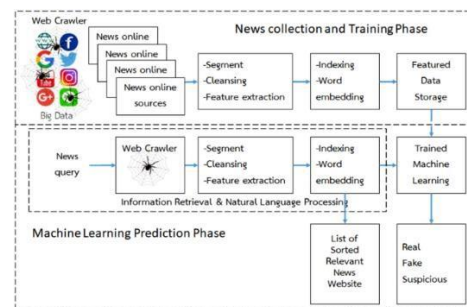 Web Crawler
News online
News online
News online
News online
sources
Big Data
News collection and Training Phase
-Segment
-Cleansing
-Feature extraction
-Indexing
-Word
embedding
Featured
Data
Storage
News
query
Web Crawler
-Segment
-Cleansing
-Feature extraction
-Indexing
-Word
embedding
Trained
Machine
Learning
Information Retrieval & Natural Language Processing
Machine Learning Prediction Phase
List of
Sorted
Relevant
News
Website
Real
Fake
Suspicious